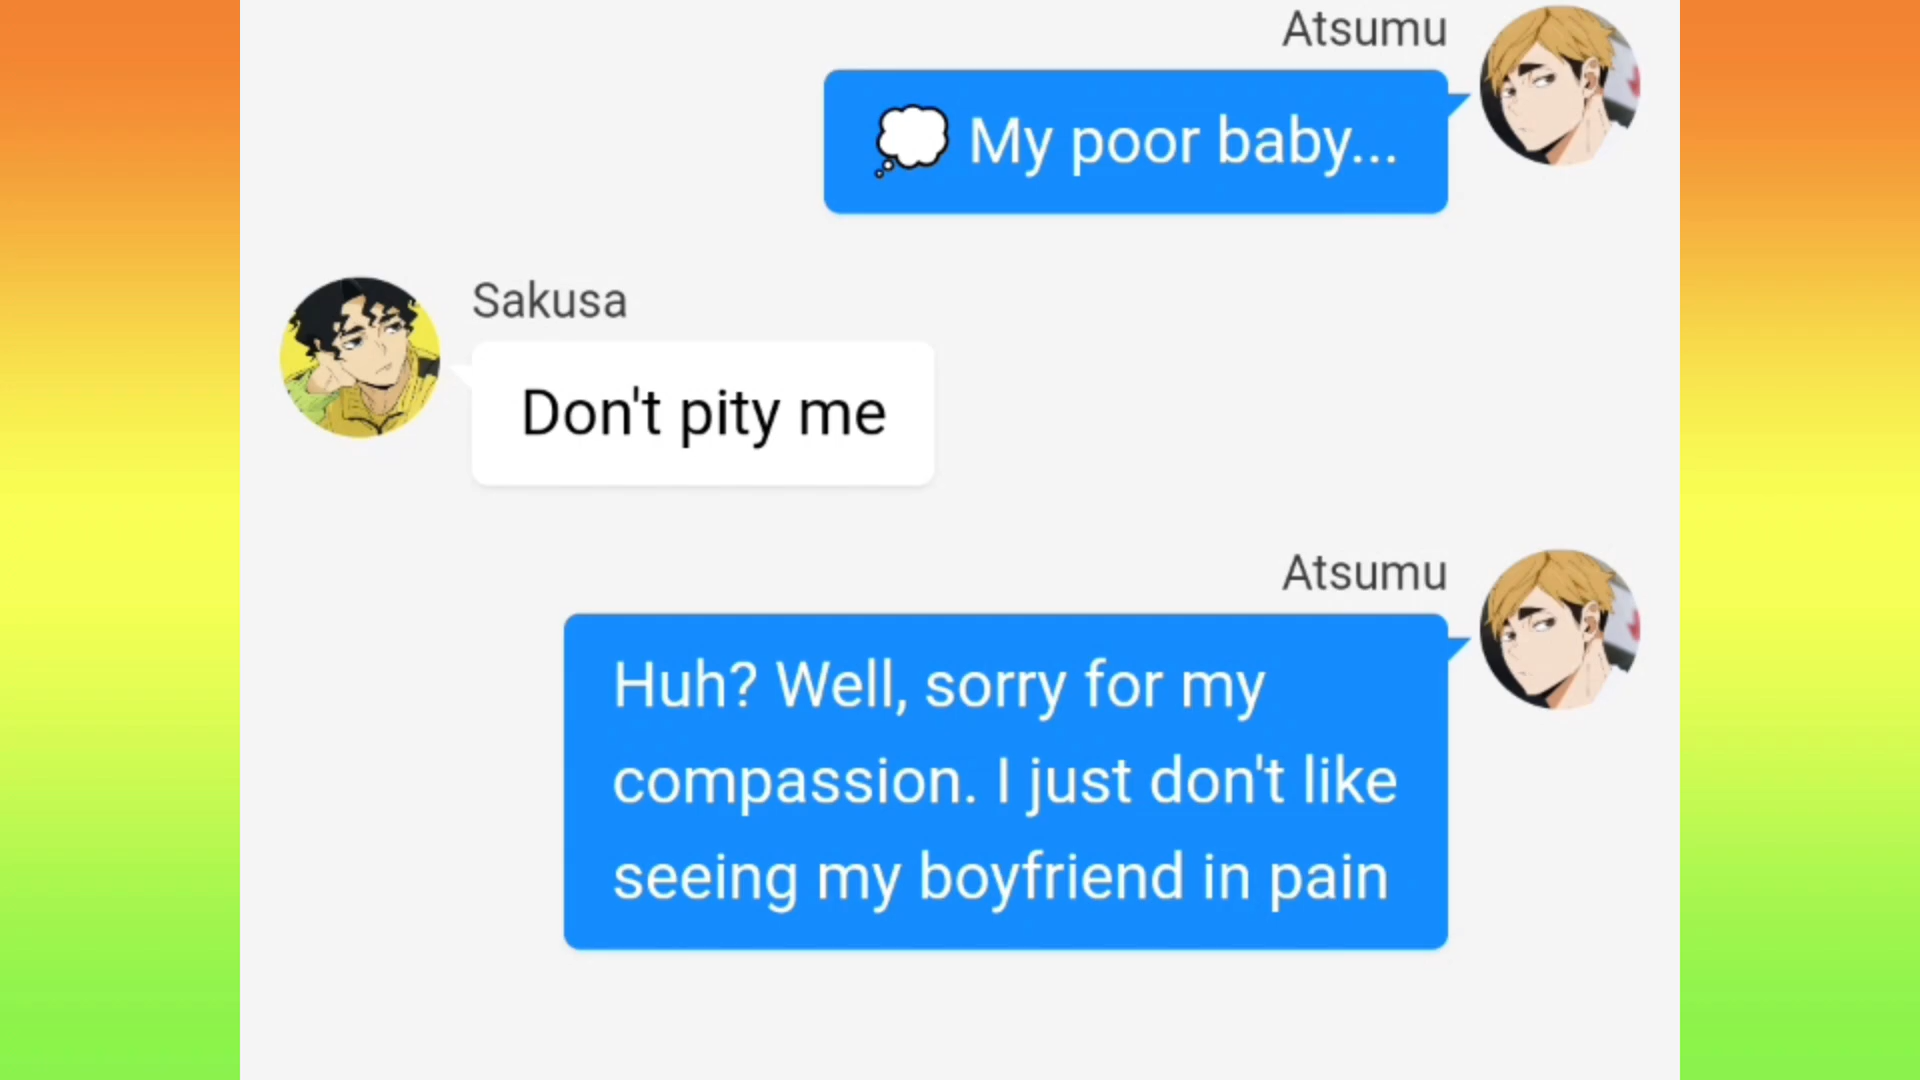 Atsumu
💭 My poor baby...
Sakusa
Don't pity me
Atsumu
Huh? Well, sorry for my
compassion. I just don't like
seeing my boyfriend in pain